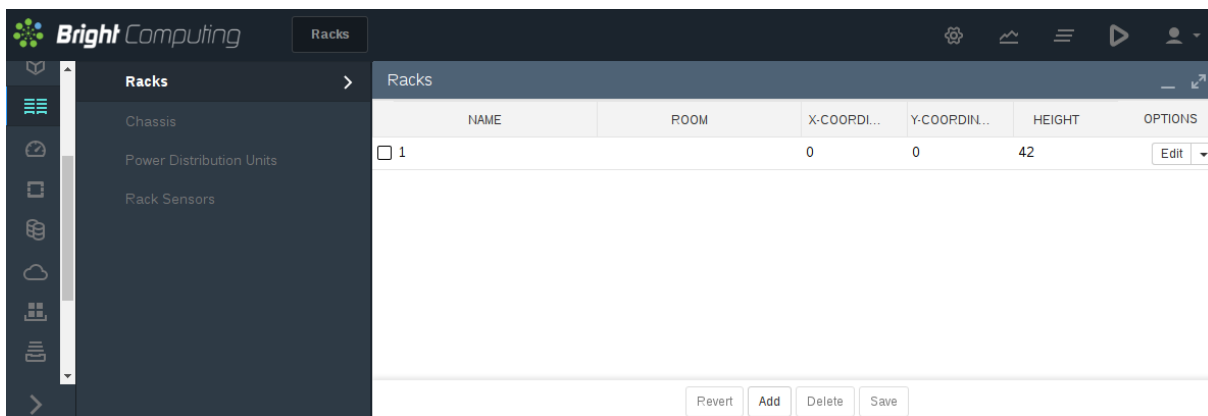 Bright Computing
Racks
Racks
Chassis
Power Distribution Units
Rack Sensors
Racks
NAME ROOM X-COORDI... Y-COORDIN... HEIGHT OPTIONS
1 0 0 42 Edit
Revert Add Delete Save